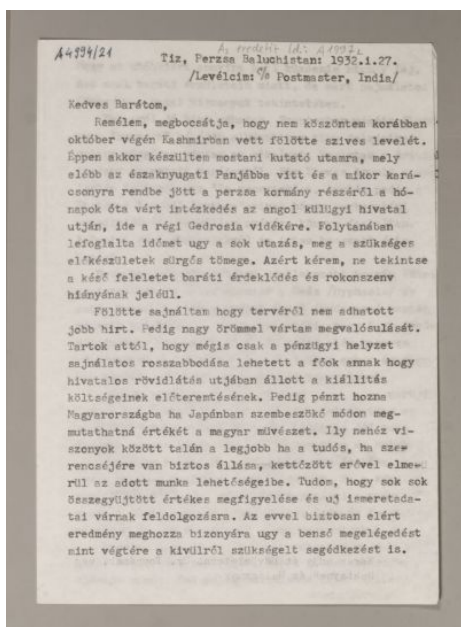 A4994/21
Az eredetit ld.: A1997
Tiz, Perzsa Baluchistan: 1932.i.27.
/Levélcim: c/o Postmaster, India/
Kedves Barátom,
Remélem, megbocsátja, hogy nem köszöntem korábban
október végén Kashmirban vett fölötte szives levelét.
Éppen akkor készültem mostani kutató utamra, mely
elébb az északnyugati Panjébba vitt és a mikor kará-
csonyra rendbe jött a perzsa kormány részéről a hó-
napok óta várt intézkedés az angol külügyi hivatal
utján, ide a régi Gedrosia vidékére. Folytanában
lefoglalta időmet ugy a sok utazás, meg a szükséges
előkészületek sürgős tömege. Azért kérem, ne tekintse
a késő feleletet baráti érdeklődés és rokonszenv
hiányának jeléül.
Fölötte sajnáltam hogy tervéről nem adhatott
jobb hirt. Pedig nagy örömmel vártam megvalósulását.
Tartok attól, hogy mégis csak a pénzügyi helyzet
sajnálatos rosszabbodása lehetett a főok annak hogy
hivatalos rövidlátás utjában állott a kiállitás
költségeinek előteremtésének. Pedig pénzt hozna
Magyarországba ha Japánban szembeszökő módon meg-
mutathatná értékét a magyar müvészet. Ily nehéz vi-
szonyok között talán a legjobb ha a tudós, ha sze-
rencséjére van biztos állása, kettőzött erővel elme-
rül az adott munka lehetőségeibe. Tudom, hogy sok sok
összegyüjtött értékes megfigyelése és uj ismeretada-
tai várnak feldolgozásra. Az evvel biztosan elért
eredmény meghozza bizonyára ugy a benső megelégedést
mint végtére a kivülről szükségelt segédkezést is.